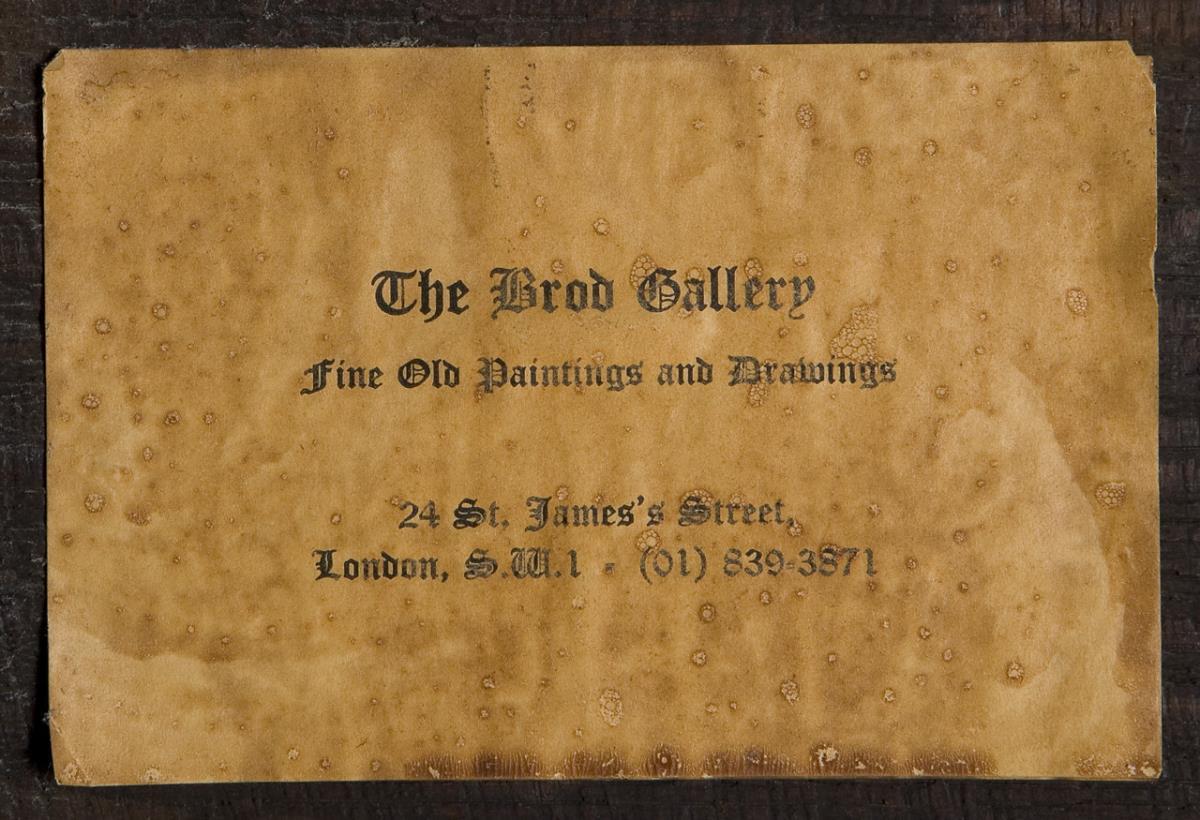 The Brod Gallery
Fine Old Paintings and Drawings
24 St. James's Street,
London, S.W.1 - (01) 839-3871